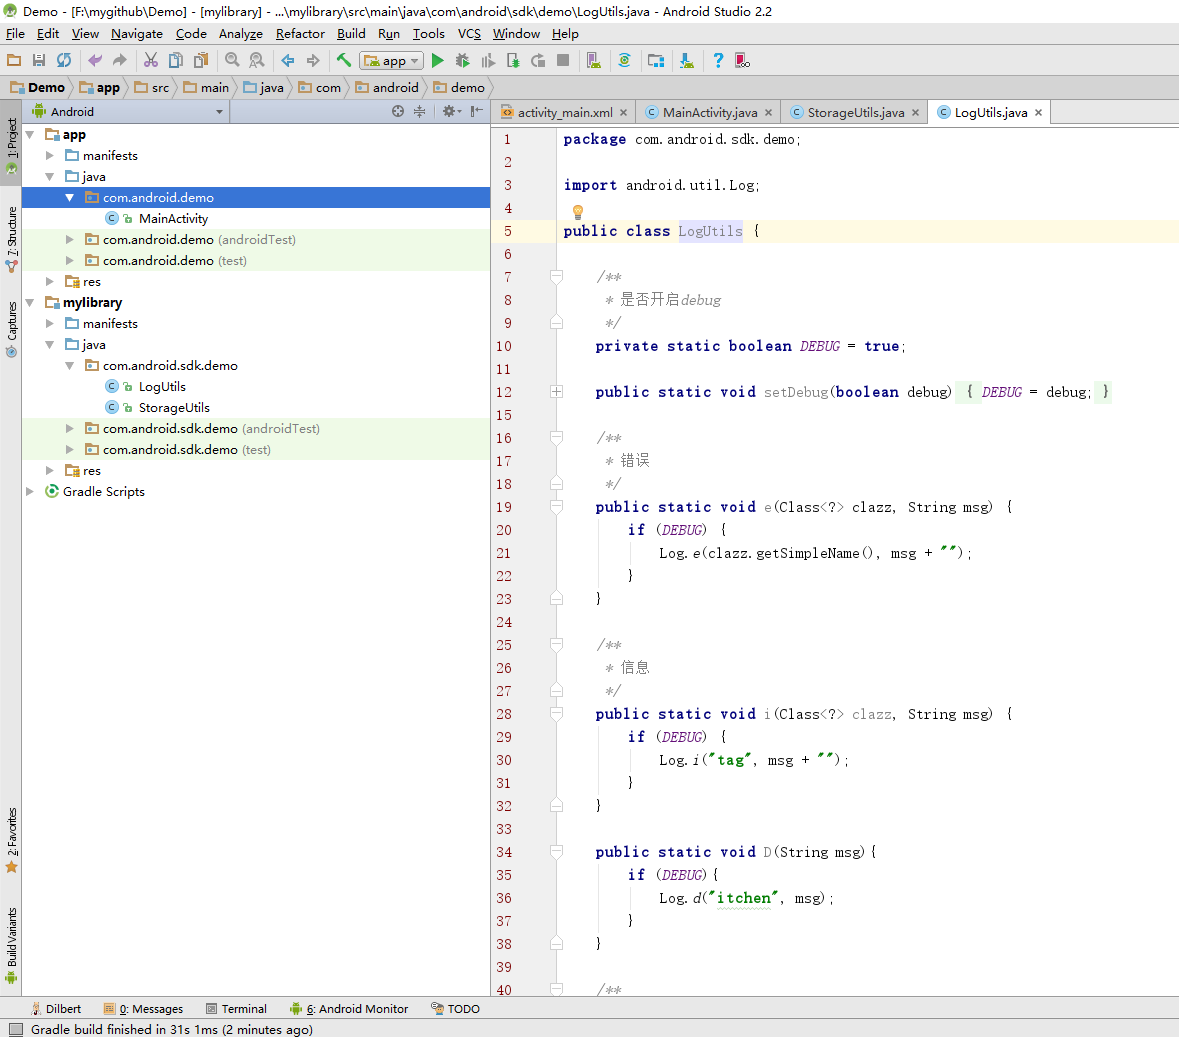 Demo - [F:\mygithub\Demo] - [mylibrary] - ...\mylibrary\src\main\java\com\android\sdk\demo\LogUtils.java - Android Studio 2.2
File Edit View Navigate Code Analyze Refactor Build Run Tools VCS Window Help
app
Demo app src main java com android demo
Android
activity_main.xml MainActivity.java StorageUtils.java LogUtils.java
1: Project
7: Structure
Captures
2: Favorites
Build Variants
app
manifests
java
com.android.demo
MainActivity
com.android.demo (androidTest)
com.android.demo (test)
res
mylibrary
manifests
java
com.android.sdk.demo
LogUtils
StorageUtils
com.android.sdk.demo (androidTest)
com.android.sdk.demo (test)
res
Gradle Scripts
1 package com.android.sdk.demo;
2
3 import android.util.Log;
4
5 public class LogUtils {
6
7 /**
8 * 是否开启debug
9 */
10 private static boolean DEBUG = true;
11
12 public static void setDebug(boolean debug) { DEBUG = debug; }
15
16 /**
17 * 错误
18 */
19 public static void e(Class<?> clazz, String msg) {
20 if (DEBUG) {
21 Log.e(clazz.getSimpleName(), msg + "");
22 }
23 }
24
25 /**
26 * 信息
27 */
28 public static void i(Class<?> clazz, String msg) {
29 if (DEBUG) {
30 Log.i("tag", msg + "");
31 }
32 }
33
34 public static void D(String msg){
35 if (DEBUG){
36 Log.d("itchen", msg);
37 }
38 }
39
40 /**
Dilbert 0: Messages Terminal 6: Android Monitor TODO
Gradle build finished in 31s 1ms (2 minutes ago)